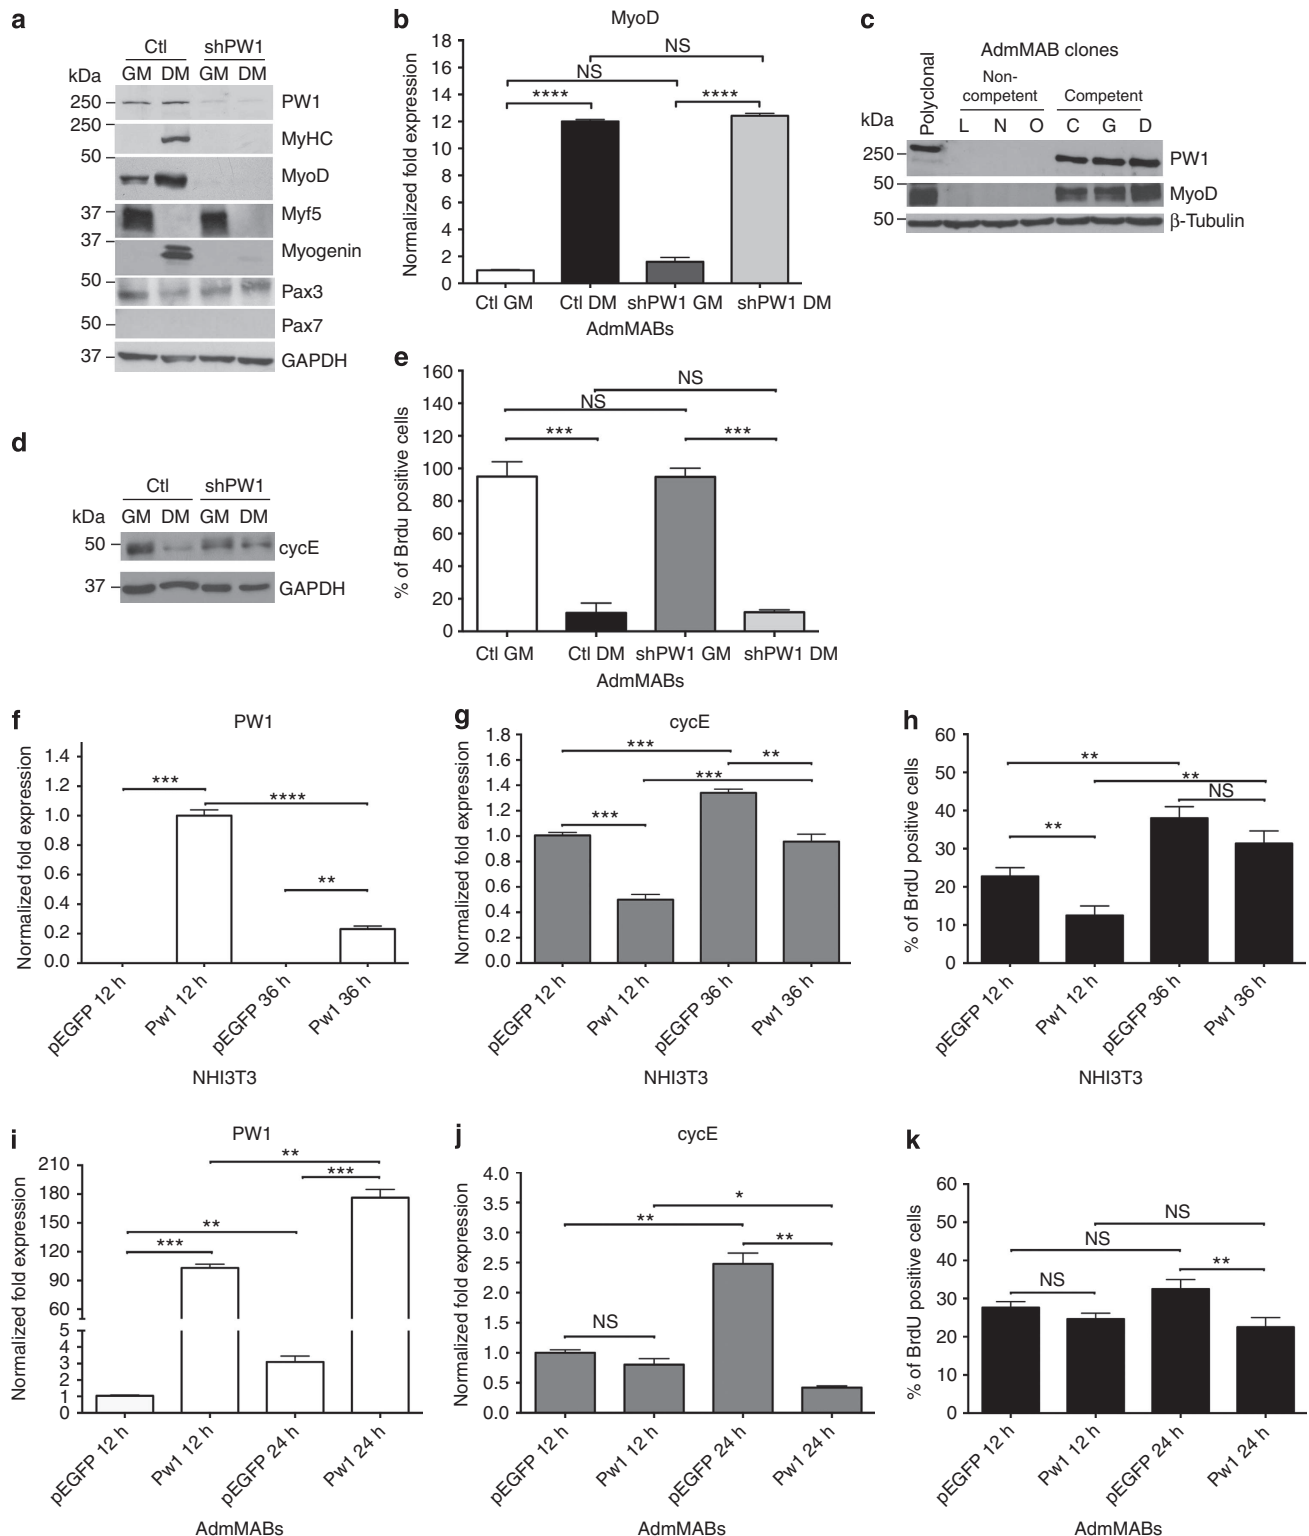 a
Ctl shPW1
kDa GM DM GM DM
250 PW1
250
MyHC
50
MyoD
37 Myf5
37
Myogenin
50
Pax3
50 Pax7
37 GAPDH
b
MyoD
Normalized fold expression
18
16
14
12
10
8
6
4
2
0
NS
NS
**** ****
Ctl GM Ctl DM shPW1 GM shPW1 DM
AdmMABs
c
AdmMAB clones
Polyclonal
Non-
competent
Competent
kDa L N O C G D
250 PW1
50 MyoD
50 β-Tubulin
d
Ctl shPW1
kDa GM DM GM DM
50 cycE
37 GAPDH
e
% of Brdu positive cells
160
140
120
100
80
60
40
20
0
NS
NS
*** ***
Ctl GM Ctl DM shPW1 GM shPW1 DM
AdmMABs
f
PW1
Normalized fold expression
1.4
1.2
1.0
0.8
0.6
0.4
0.2
0.0
***
****
**
pEGFP 12 h Pw1 12 h pEGFP 36 h Pw1 36 h
NHI3T3
g
cycE
Normalized fold expression
1.8
1.6
1.4
1.2
1.0
0.8
0.6
0.4
0.2
0.0
***
**
***
***
pEGFP 12 h Pw1 12 h pEGFP 36 h Pw1 36 h
NHI3T3
h
% of BrdU positive cells
60
50
40
30
20
10
0
**
**
NS
**
pEGFP 12 h Pw1 12 h pEGFP 36 h Pw1 36 h
NHI3T3
i
PW1
Normalized fold expression
210
180
150
120
90
60
5
4
3
2
1
0
**
***
**
***
pEGFP 12 h Pw1 12 h pEGFP 24 h Pw1 24 h
AdmMABs
j
cycE
Normalized fold expression
4.0
3.5
3.0
2.5
2.0
1.5
1.0
0.5
0.0
*
**
**
NS
pEGFP 12 h Pw1 12 h pEGFP 24 h Pw1 24 h
AdmMABs
k
% of BrdU positive cells
60
50
40
30
20
10
0
NS
NS
**
NS
pEGFP 12 h Pw1 12 h pEGFP 24 h Pw1 24 h
AdmMABs